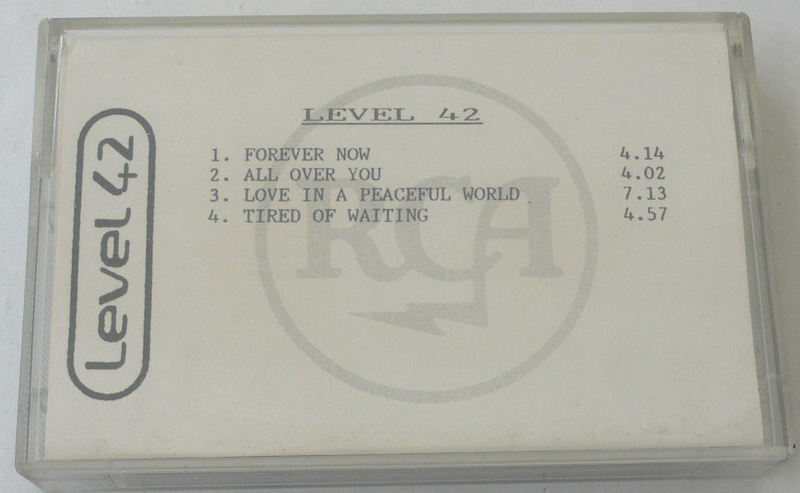 LEVEL 42
1. FOREVER NOW 4.14
2. ALL OVER YOU 4.02
3. LOVE IN A PEACEFUL WORLD 7.13
4. TIRED OF WAITING 4.57
RCA
Level 42